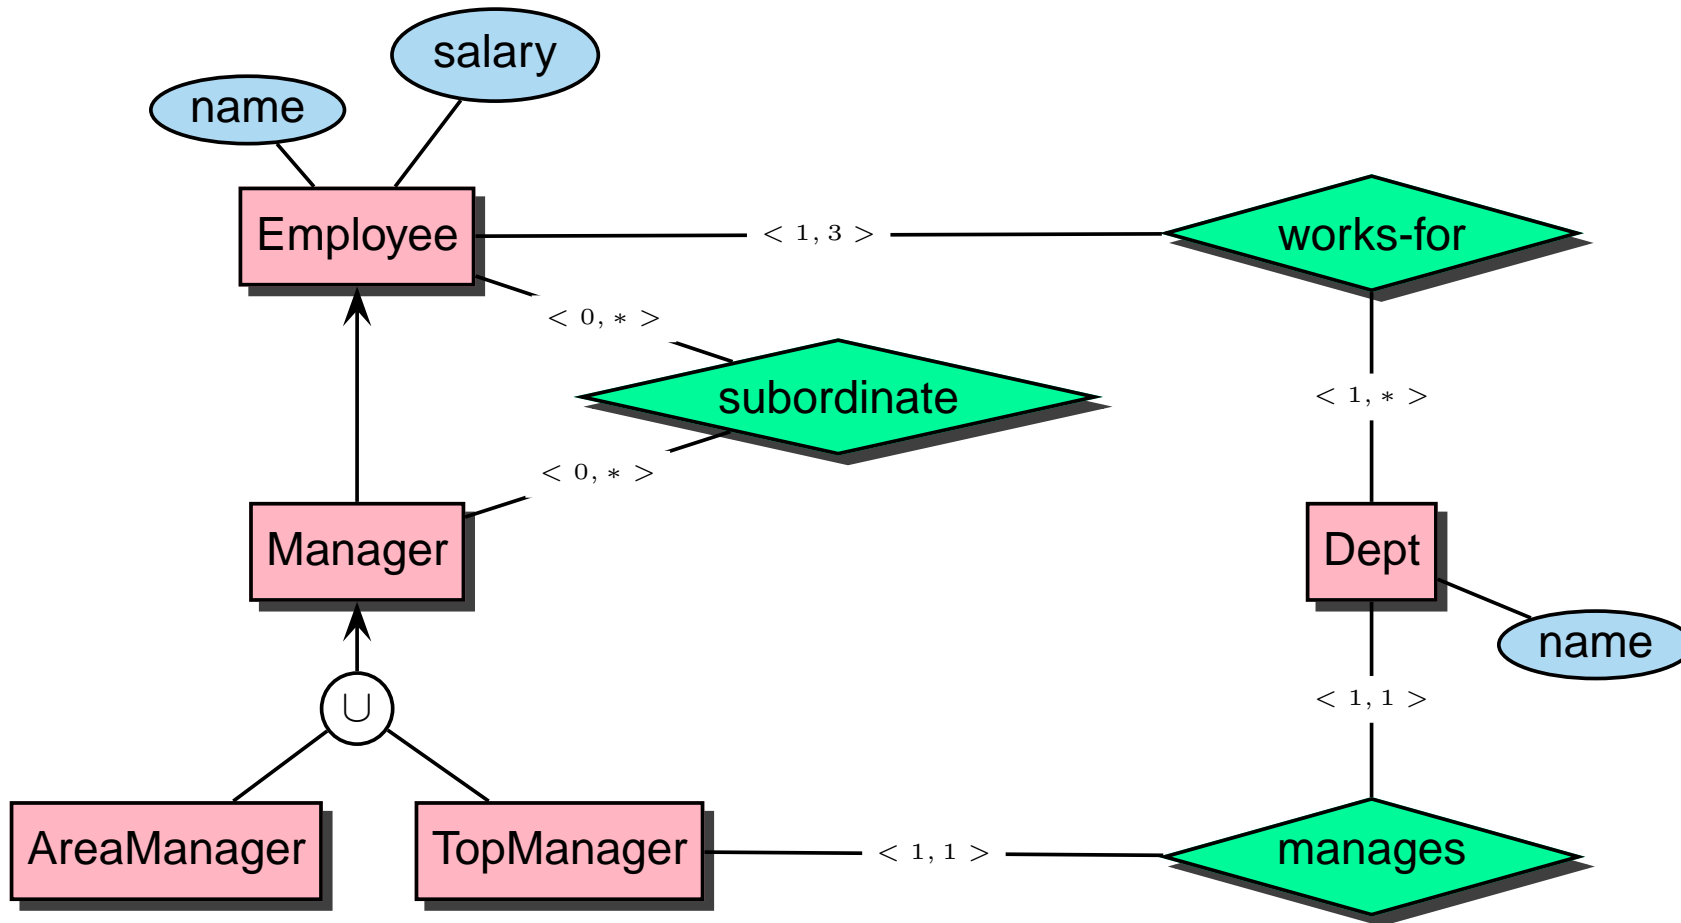 salary
name
Employee
< 1, 3 >
works-for
< 0, ∗ >
subordinate
< 1, ∗ >
< 0, ∗ >
Manager
Dept
name
< 1, 1 >
∪
AreaManager
TopManager
< 1, 1 >
manages